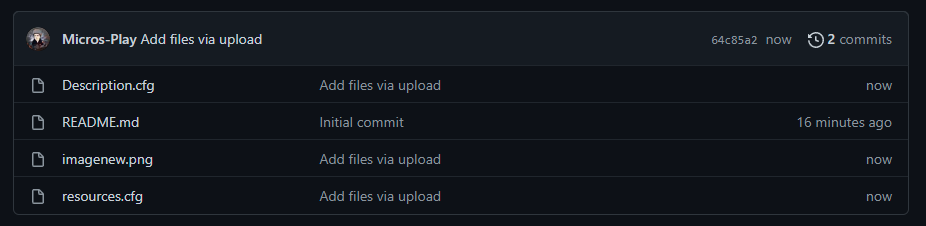 Micros-Play Add files via upload 64c85a2 now 2 commits
Description.cfg Add files via upload now
README.md Initial commit 16 minutes ago
imagenew.png Add files via upload now
resources.cfg Add files via upload now